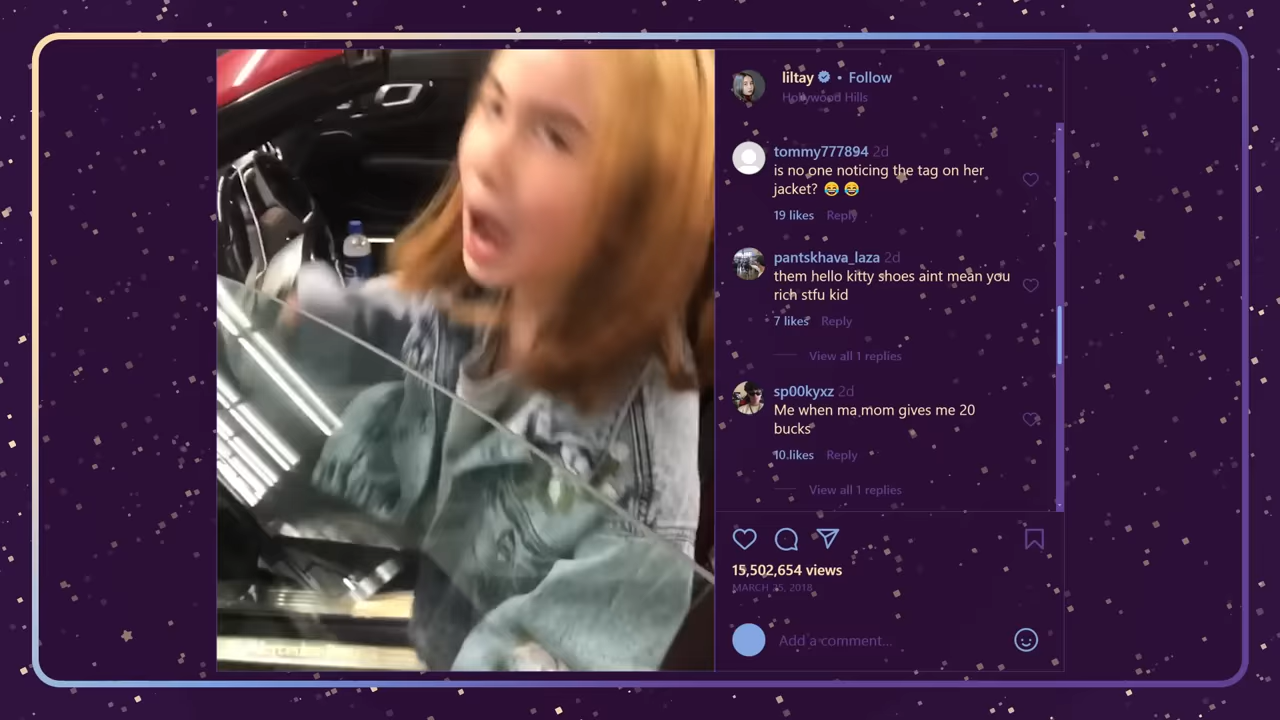 liltay • Follow
Hollywood Hills
tommy777894 2d
is no one noticing the tag on her
jacket? 😂 😂
19 likes Reply
pantskhava_laza 2d
them hello kitty shoes aint mean you
rich stfu kid
7 likes Reply
View all 1 replies
sp00kyxz 2d
Me when ma mom gives me 20
bucks
10 likes Reply
View all 1 replies
15,502,654 views
MARCH 25, 2018
Add a comment...